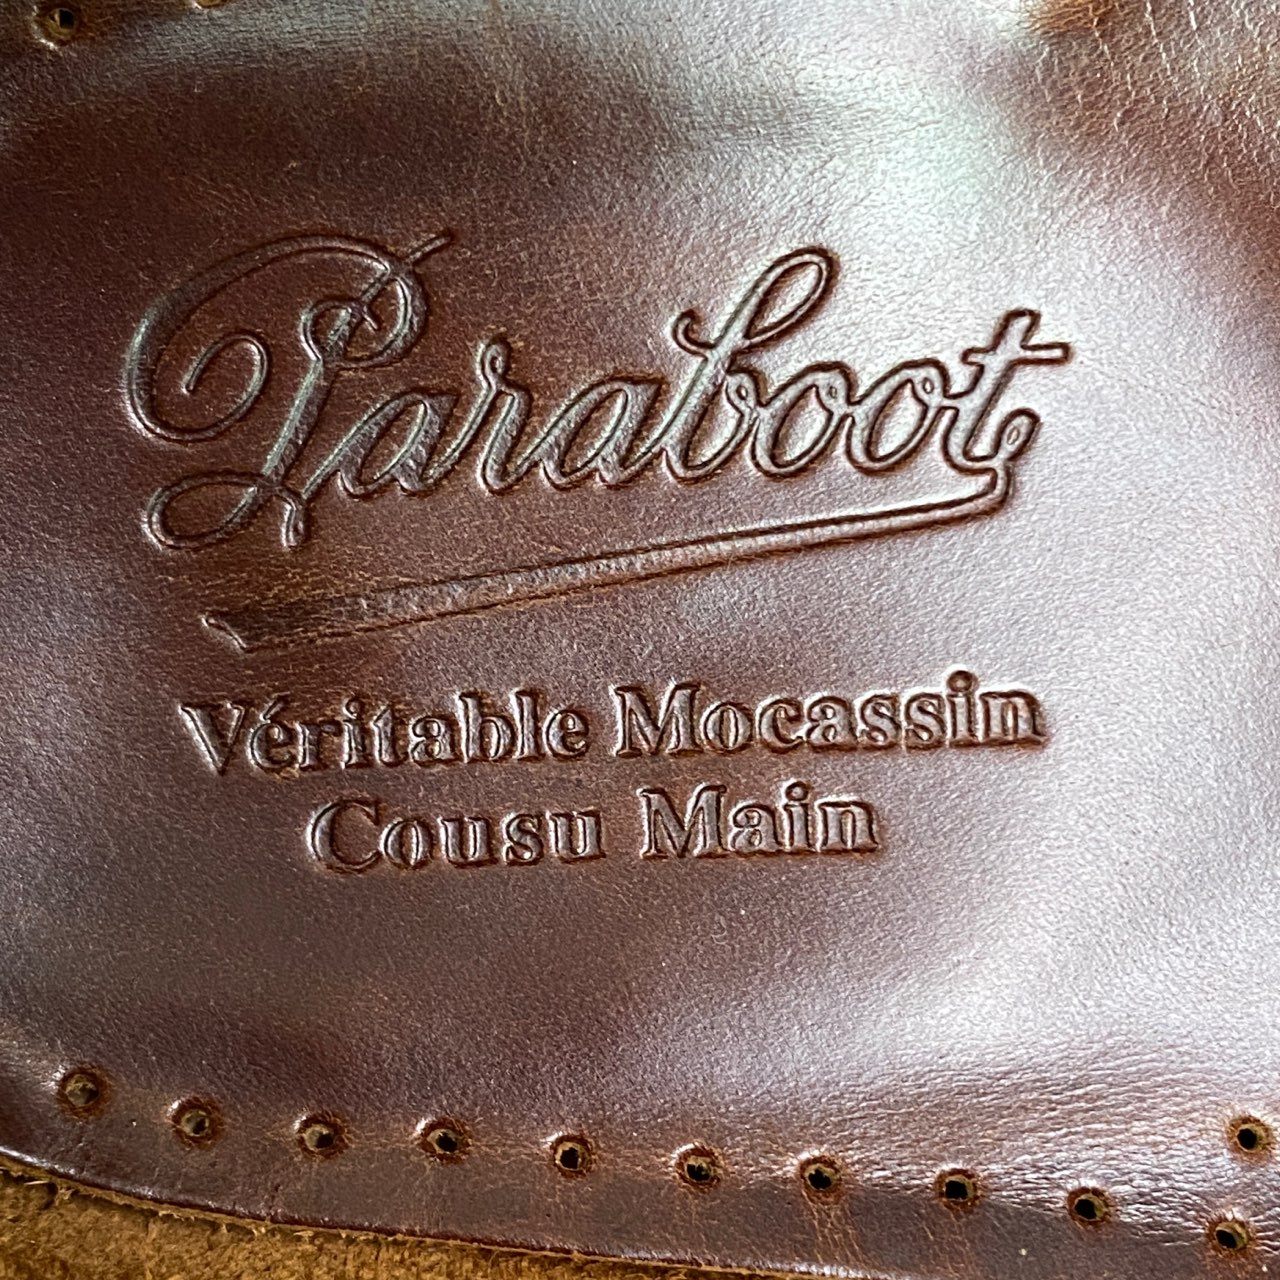 Paraboot
Véritable Mocassin
Cousu Main